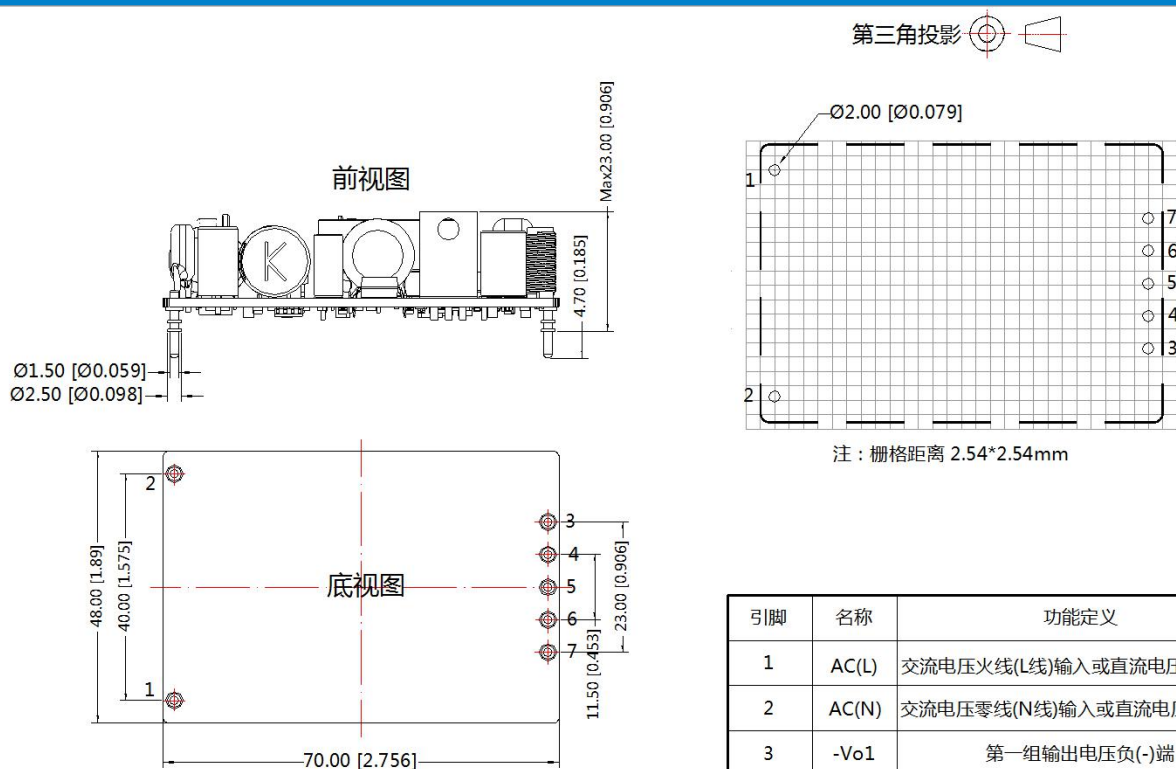 第三角投影
Ø2.00 [Ø0.079]
前视图
Max23.00 [0.906]
4.70 [0.185]
Ø1.50 [Ø0.059]
Ø2.50 [Ø0.098]
K
1
2
7
6
5
4
3
注：栅格距离 2.54*2.54mm
48.00 [1.89]
40.00 [1.575]
2
1
底视图
3
4
5
6
7
23.00 [0.906]
11.50 [0.453]
70.00 [2.756]
引脚 名称 功能定义
1 AC(L) 交流电压火线(L线)输入或直流电压
2 AC(N) 交流电压零线(N线)输入或直流电
3 -Vo1 第一组输出电压负(-)端